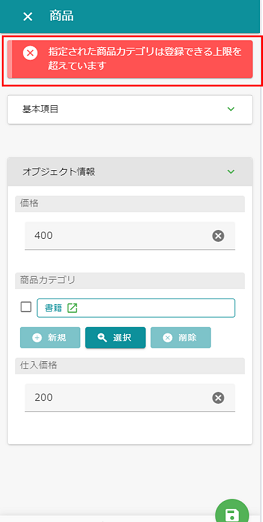 商品
指定された商品カテゴリは登録できる上限を
超えています
基本項目
オブジェクト情報
価格
400
商品カテゴリ
書籍
新規 選択 削除
仕入価格
200